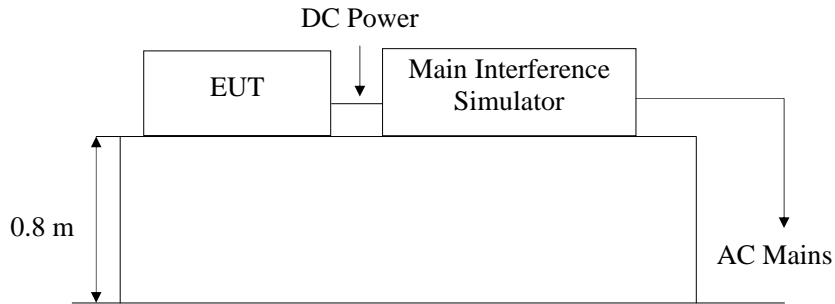 DC Power
EUT
Main Interference
Simulator
0.8 m
AC Mains